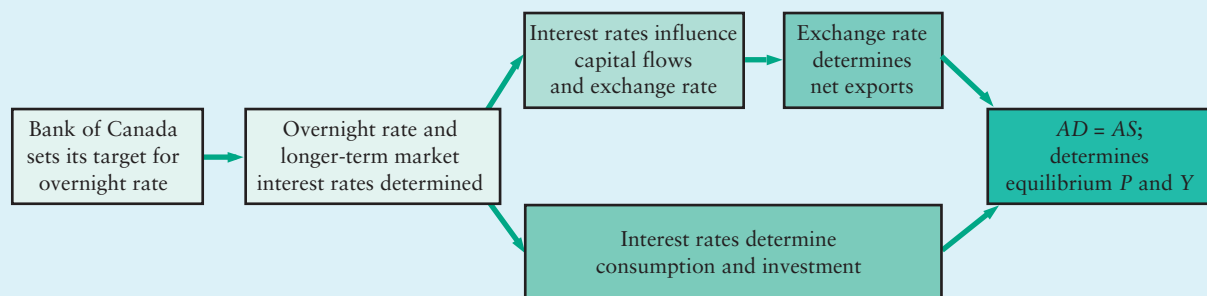 Bank of Canada
sets its target for
overnight rate
Overnight rate and
longer-term market
interest rates determined
Interest rates influence
capital flows
and exchange rate
Exchange rate
determines
net exports
Interest rates determine
consumption and investment
AD = AS;
determines
equilibrium P and Y